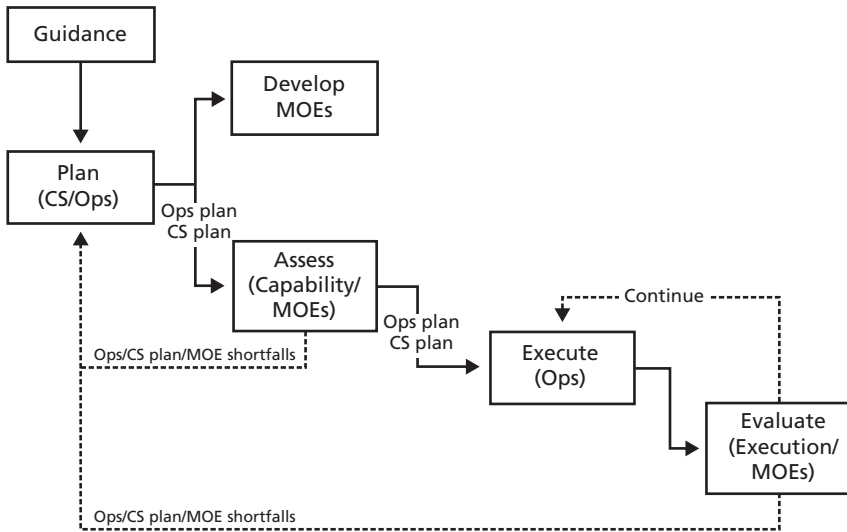 Guidance
Develop
MOEs
Plan
(CS/Ops)
Ops plan
CS plan
Assess
(Capability/
MOEs)
Continue
Ops plan
CS plan
Execute
(Ops)
Ops/CS plan/MOE shortfalls
Evaluate
(Execution/
MOEs)
Ops/CS plan/MOE shortfalls